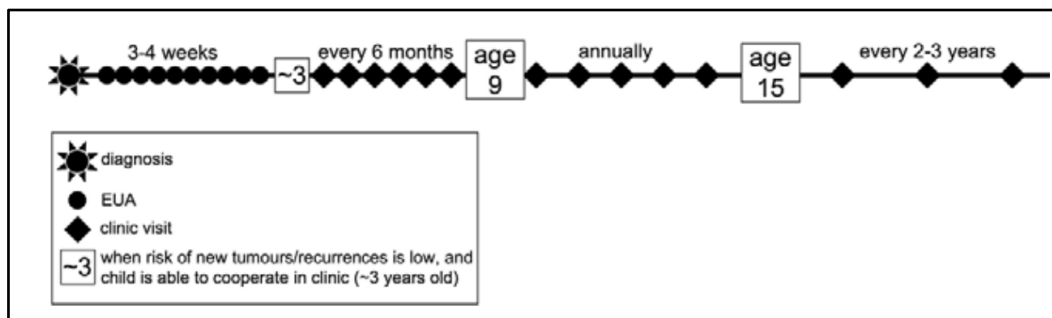 3-4 weeks
~3
every 6 months
age
9
annually
age
15
every 2-3 years
diagnosis
EUA
clinic visit
~3
when risk of new tumours/recurrences is low, and
child is able to cooperate in clinic (~3 years old)